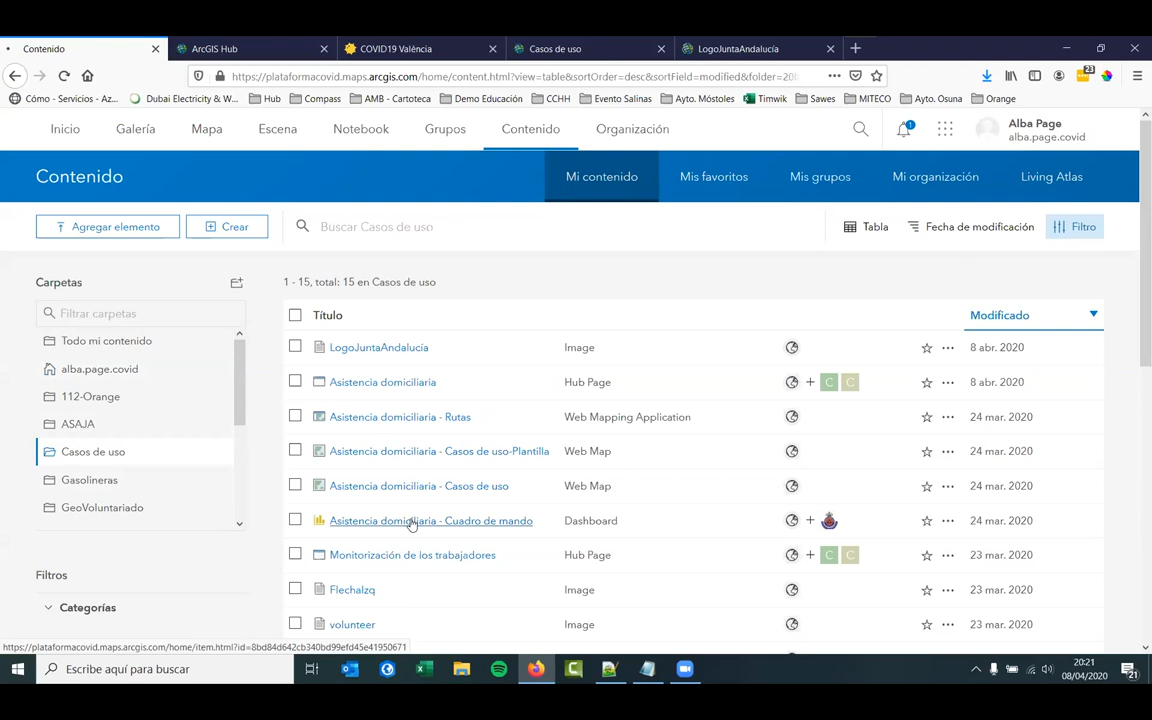 Contenido
ArcGIS Hub
COVID19 València
Casos de uso
LogoJuntaAndalucía
https://plataformacovid.maps.arcgis.com/home/content.html?view=table&sortOrder=desc&sortField=modified&folder=20b
23
Cómo - Servicios - Az...
Dubai Electricity & W...
Hub
Compass
AMB - Cartoteca
Demo Educación
CCHH
Evento Salinas
Ayto. Móstoles
Timwik
Sawes
MITECO
Ayto. Osuna
Orange
Inicio
Galería
Mapa
Escena
Notebook
Grupos
Contenido
Organización
1
Alba Page
alba.page.covid
Contenido
Mi contenido
Mis favoritos
Mis grupos
Mi organización
Living Atlas
Agregar elemento
Crear
Buscar Casos de uso
Tabla
Fecha de modificación
Filtro
Carpetas
Filtrar carpetas
Todo mi contenido
alba.page.covid
112-Orange
ASAJA
Casos de uso
Gasolineras
GeoVoluntariado
Filtros
Categorías
1 - 15, total: 15 en Casos de uso
Título
Modificado
LogoJuntaAndalucía Image 8 abr. 2020
Asistencia domiciliaria Hub Page + C C 8 abr. 2020
Asistencia domiciliaria - Rutas Web Mapping Application 24 mar. 2020
Asistencia domiciliaria - Casos de uso-Plantilla Web Map 24 mar. 2020
Asistencia domiciliaria - Casos de uso Web Map 24 mar. 2020
Asistencia domiciliaria - Cuadro de mando Dashboard + 24 mar. 2020
Monitorización de los trabajadores Hub Page + C C 23 mar. 2020
FlechaIzq Image 23 mar. 2020
volunteer Image 23 mar. 2020
https://plataformacovid.maps.arcgis.com/home/item.html?id=8bd84d642cb340bd99efd45e41950671
Escribe aquí para buscar
20:21
08/04/2020
21